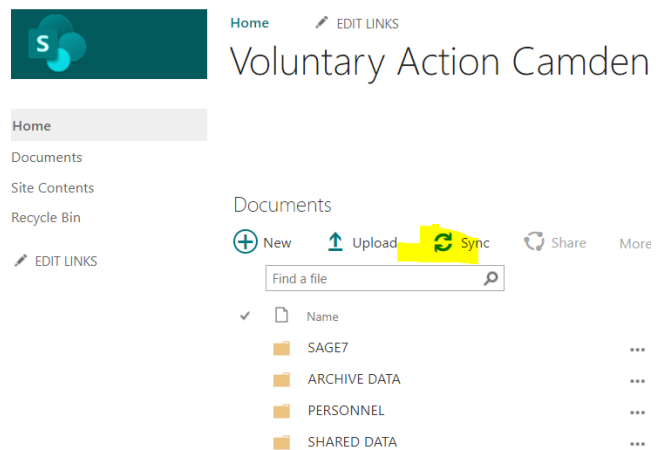 S
Home EDIT LINKS
Voluntary Action Camden
Home
Documents
Site Contents
Recycle Bin
EDIT LINKS
Documents
New Upload Sync Share More
Find a file
Name
SAGE7
ARCHIVE DATA
PERSONNEL
SHARED DATA